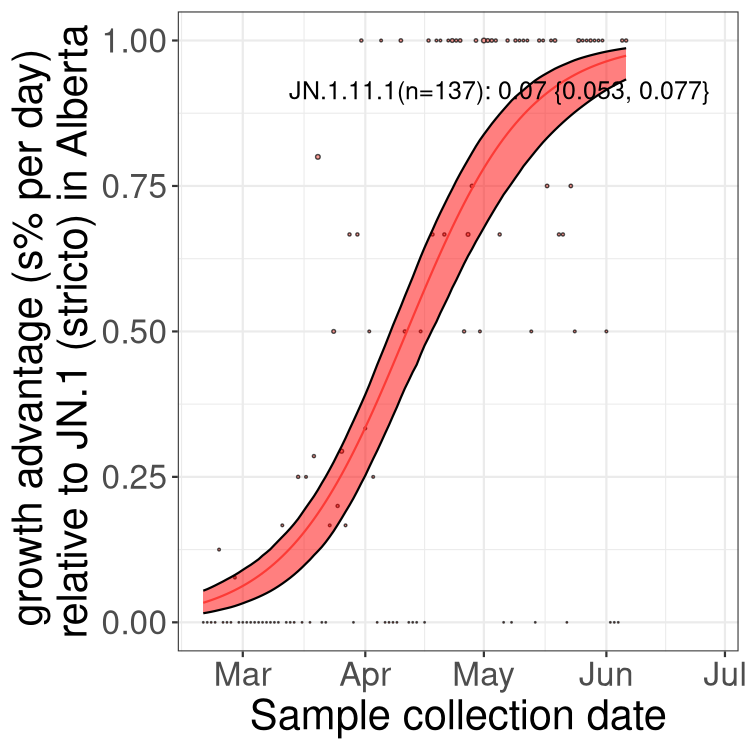 growth advantage (s% per day)
relative to JN.1 (stricto) in Alberta
1.00
0.75
0.50
0.25
0.00
JN.1.11.1(n=137): 0.07 {0.053, 0.077}
Mar Apr May Jun Jul
Sample collection date